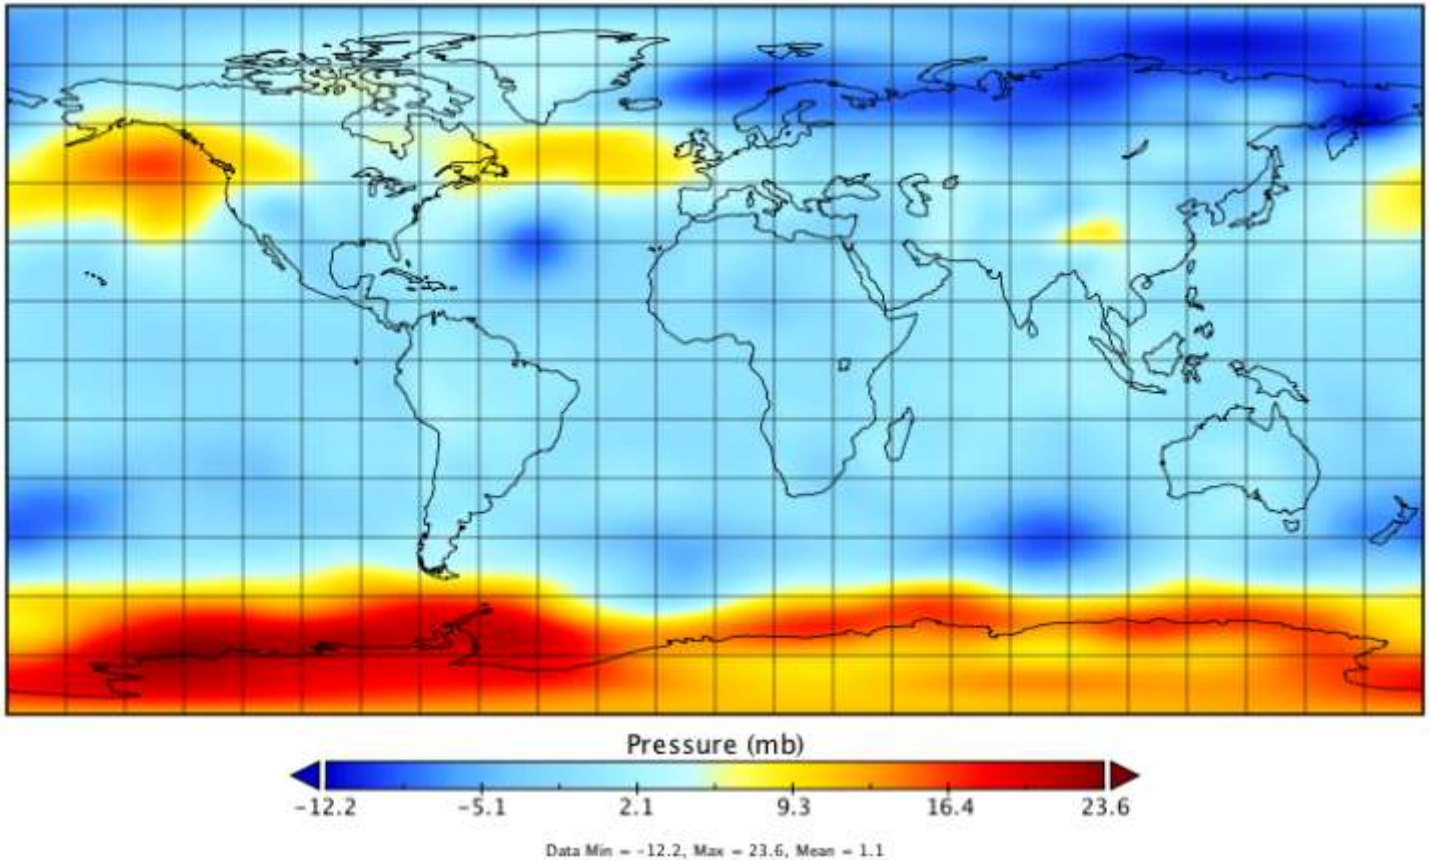 Pressure (mb)
-12.2 -5.1 2.1 9.3 16.4 23.6
Data Min = -12.2, Max = 23.6, Mean = 1.1